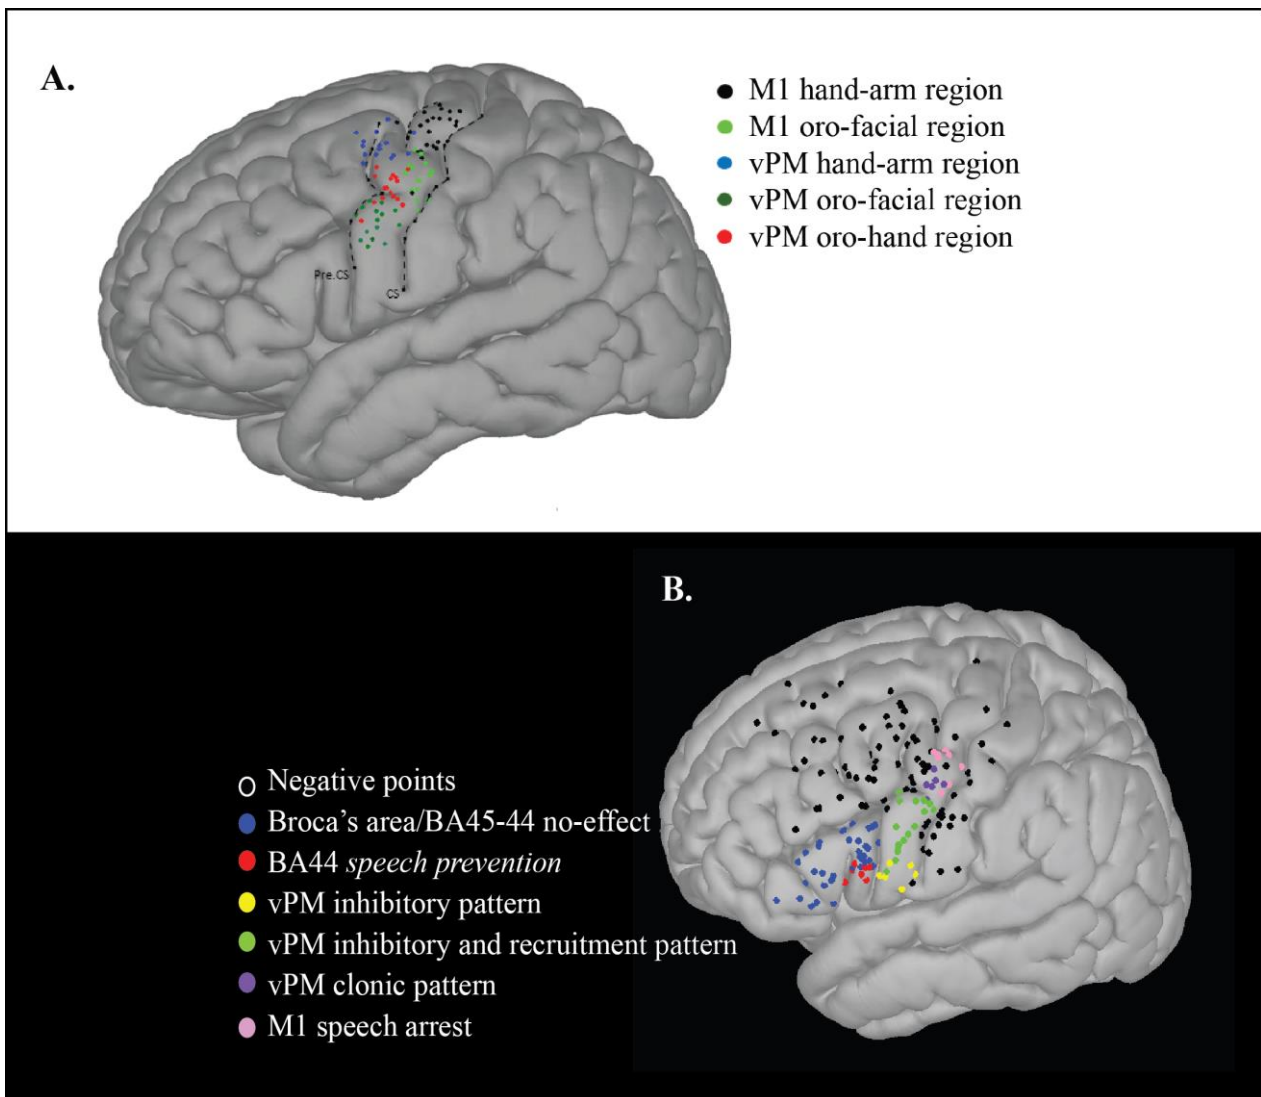 A.
M1 hand-arm region
M1 oro-facial region
vPM hand-arm region
vPM oro-facial region
vPM oro-hand region
Pre.CS
CS
B.
Negative points
Broca's area/BA45-44 no-effect
BA44 speech prevention
vPM inhibitory pattern
vPM inhibitory and recruitment pattern
vPM clonic pattern
M1 speech arrest